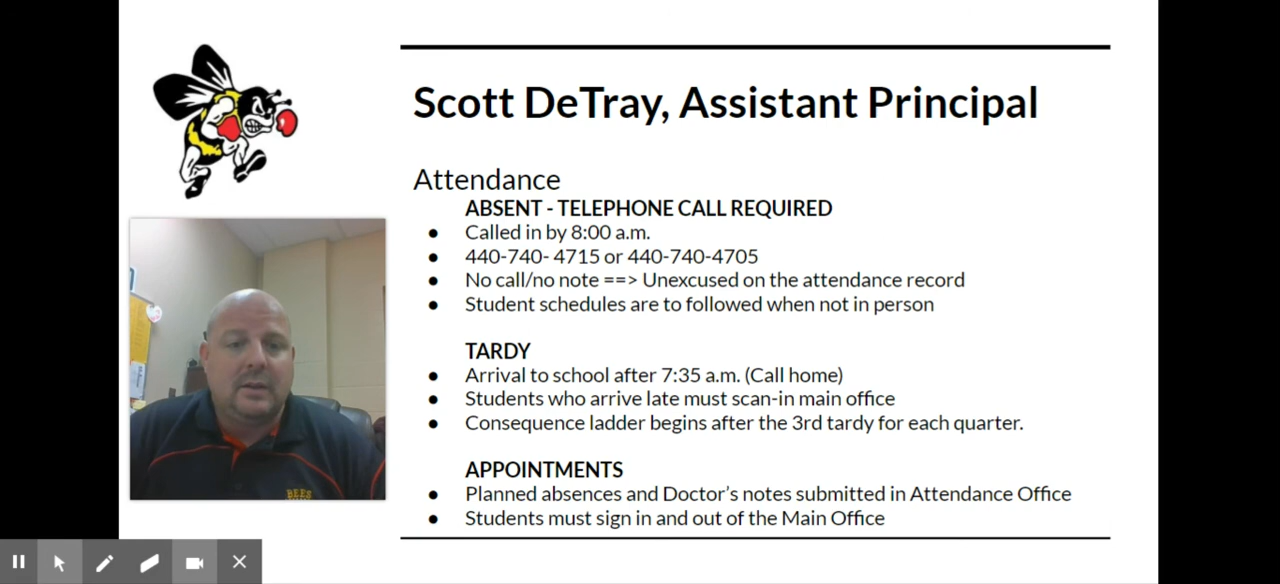 Scott DeTray, Assistant Principal
Attendance
ABSENT - TELEPHONE CALL REQUIRED
● Called in by 8:00 a.m.
● 440-740- 4715 or 440-740-4705
● No call/no note ==> Unexcused on the attendance record
● Student schedules are to followed when not in person
TARDY
● Arrival to school after 7:35 a.m. (Call home)
● Students who arrive late must scan-in main office
● Consequence ladder begins after the 3rd tardy for each quarter.
APPOINTMENTS
● Planned absences and Doctor's notes submitted in Attendance Office
● Students must sign in and out of the Main Office
BEES